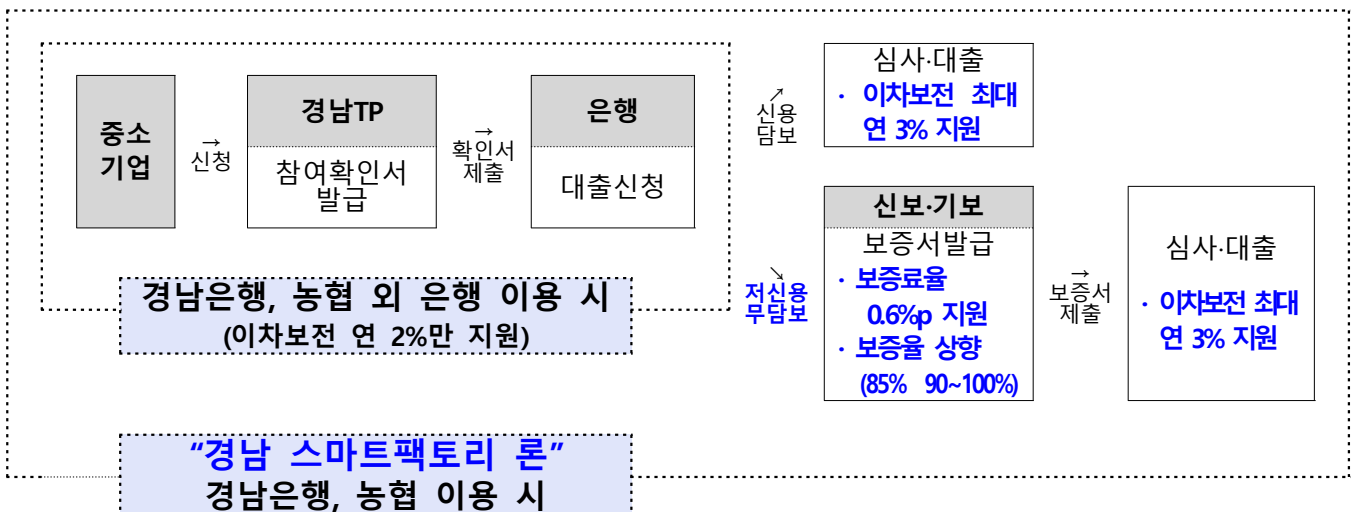 중소
기업
→
신청
경남TP
참여확인서
발급
→
확인서
제출
은행
대출신청
↗
신용
담보
심사·대출
· 이차보전 최대
연 3% 지원
↘
저신용
무담보
신보·기보
보증서발급
· 보증료율
0.6%p 지원
· 보증율 상향
(85% 90~100%)
→
보증서
제출
심사·대출
· 이차보전 최대
연 3% 지원
경남은행, 농협 외 은행 이용 시
(이차보전 연 2%만 지원)
“경남 스마트팩토리 론”
경남은행, 농협 이용 시